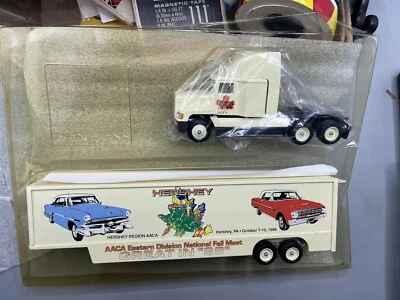 MAGNETIC TAPE
111
HERSHEY
HERSHEY REGION AACA
Hershey, PA • October 7-10, 1998
AACA Eastern Division National Fall Meet
GREAT IN "98"